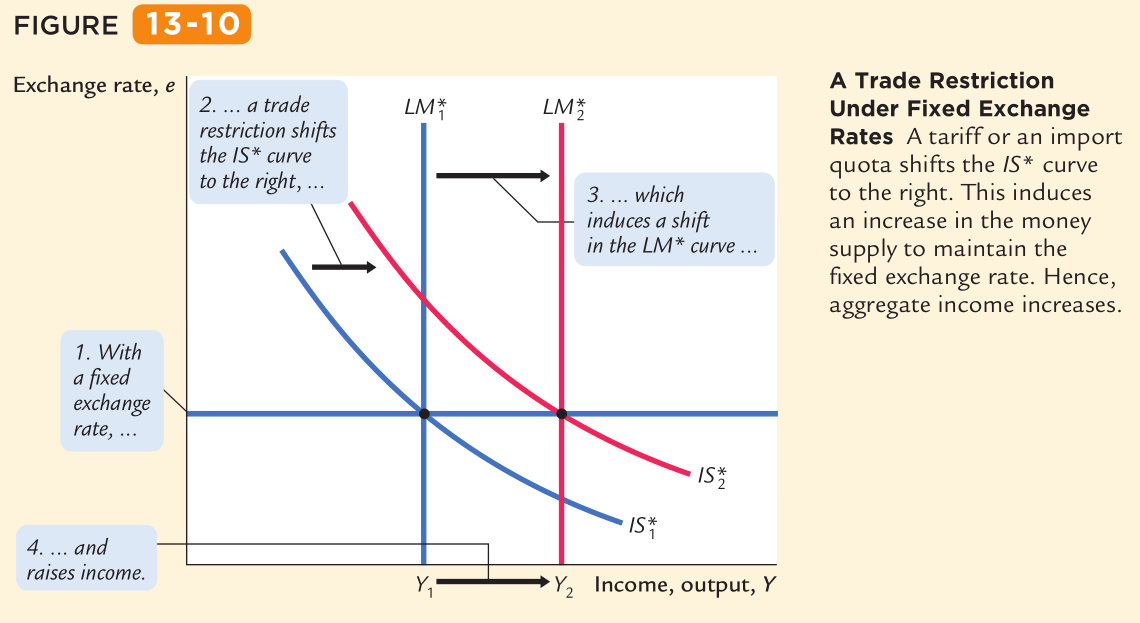 FIGURE 13-10
Exchange rate, e
2. ... a trade
restriction shifts
the IS* curve
to the right, ...
LM*1
LM*2
3. ... which
induces a shift
in the LM* curve ...
1. With
a fixed
exchange
rate, ...
IS*2
IS*1
4. ... and
raises income.
Y1
Y2
Income, output, Y
A Trade Restriction
Under Fixed Exchange
Rates A tariff or an import
quota shifts the IS* curve
to the right. This induces
an increase in the money
supply to maintain the
fixed exchange rate. Hence,
aggregate income increases.